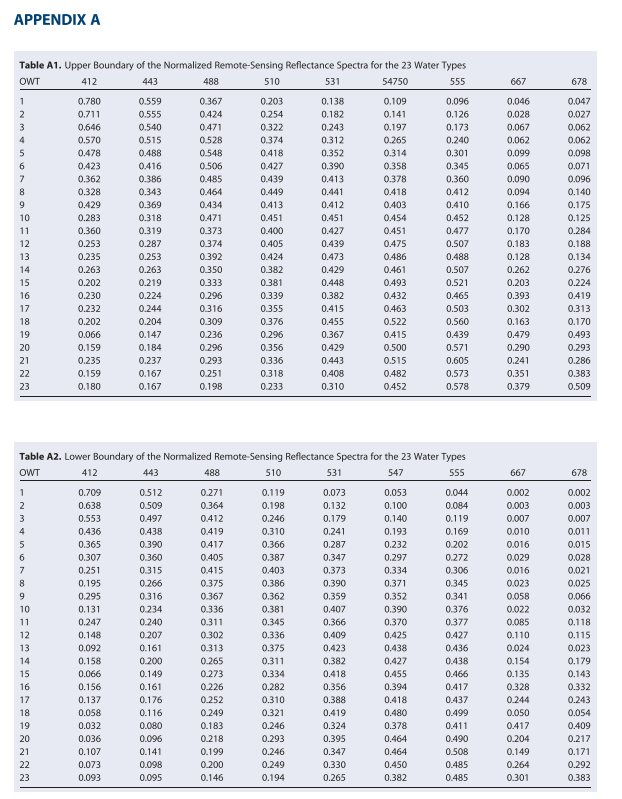 APPENDIX A
Table A1. Upper Boundary of the Normalized Remote-Sensing Reflectance Spectra for the 23 Water Types
OWT 412 443 488 510 531 54750 555 667 678
1 0.780 0.559 0.367 0.203 0.138 0.109 0.096 0.046 0.047
2 0.711 0.555 0.424 0.254 0.182 0.141 0.126 0.028 0.027
3 0.646 0.540 0.471 0.322 0.243 0.197 0.173 0.067 0.062
4 0.570 0.515 0.528 0.374 0.312 0.265 0.240 0.062 0.062
5 0.478 0.488 0.548 0.418 0.352 0.314 0.301 0.099 0.098
6 0.423 0.416 0.506 0.427 0.390 0.358 0.345 0.065 0.071
7 0.362 0.386 0.485 0.439 0.413 0.378 0.360 0.090 0.096
8 0.328 0.343 0.464 0.449 0.441 0.418 0.412 0.094 0.140
9 0.429 0.369 0.434 0.413 0.412 0.403 0.410 0.166 0.175
10 0.283 0.318 0.471 0.451 0.451 0.454 0.452 0.128 0.125
11 0.360 0.319 0.373 0.400 0.427 0.451 0.477 0.170 0.284
12 0.253 0.287 0.374 0.405 0.439 0.475 0.507 0.183 0.188
13 0.235 0.253 0.392 0.424 0.473 0.486 0.488 0.128 0.134
14 0.263 0.263 0.350 0.382 0.429 0.461 0.507 0.262 0.276
15 0.202 0.219 0.333 0.381 0.448 0.493 0.521 0.203 0.224
16 0.230 0.224 0.296 0.339 0.382 0.432 0.465 0.393 0.419
17 0.232 0.244 0.316 0.355 0.415 0.463 0.503 0.302 0.313
18 0.202 0.204 0.309 0.376 0.455 0.522 0.560 0.163 0.170
19 0.066 0.147 0.236 0.296 0.367 0.415 0.439 0.479 0.493
20 0.159 0.184 0.296 0.356 0.429 0.500 0.571 0.290 0.293
21 0.235 0.237 0.293 0.336 0.443 0.515 0.605 0.241 0.286
22 0.159 0.167 0.251 0.318 0.408 0.482 0.573 0.351 0.383
23 0.180 0.167 0.198 0.233 0.310 0.452 0.578 0.379 0.509
Table A2. Lower Boundary of the Normalized Remote-Sensing Reflectance Spectra for the 23 Water Types
OWT 412 443 488 510 531 547 555 667 678
1 0.709 0.512 0.271 0.119 0.073 0.053 0.044 0.002 0.002
2 0.638 0.509 0.364 0.198 0.132 0.100 0.084 0.003 0.003
3 0.553 0.497 0.412 0.246 0.179 0.140 0.119 0.007 0.007
4 0.436 0.438 0.419 0.310 0.241 0.193 0.169 0.010 0.011
5 0.365 0.390 0.417 0.366 0.287 0.232 0.202 0.016 0.015
6 0.307 0.360 0.405 0.387 0.347 0.297 0.272 0.029 0.028
7 0.251 0.315 0.415 0.403 0.373 0.334 0.306 0.016 0.021
8 0.195 0.266 0.375 0.386 0.390 0.371 0.345 0.023 0.025
9 0.295 0.316 0.367 0.362 0.359 0.352 0.341 0.058 0.066
10 0.131 0.234 0.336 0.381 0.407 0.390 0.376 0.022 0.032
11 0.247 0.240 0.311 0.345 0.366 0.370 0.377 0.085 0.118
12 0.148 0.207 0.302 0.336 0.409 0.425 0.427 0.110 0.115
13 0.092 0.161 0.313 0.375 0.423 0.438 0.436 0.024 0.023
14 0.158 0.200 0.265 0.311 0.382 0.427 0.438 0.154 0.179
15 0.066 0.149 0.273 0.334 0.418 0.455 0.466 0.135 0.143
16 0.156 0.161 0.226 0.282 0.356 0.394 0.417 0.328 0.332
17 0.137 0.176 0.252 0.310 0.388 0.418 0.437 0.244 0.243
18 0.058 0.116 0.249 0.321 0.419 0.480 0.499 0.050 0.054
19 0.032 0.080 0.183 0.246 0.324 0.378 0.411 0.417 0.409
20 0.036 0.096 0.218 0.293 0.395 0.464 0.490 0.204 0.217
21 0.107 0.141 0.199 0.246 0.347 0.464 0.508 0.149 0.171
22 0.073 0.098 0.200 0.249 0.330 0.450 0.485 0.264 0.292
23 0.093 0.095 0.146 0.194 0.265 0.382 0.485 0.301 0.383